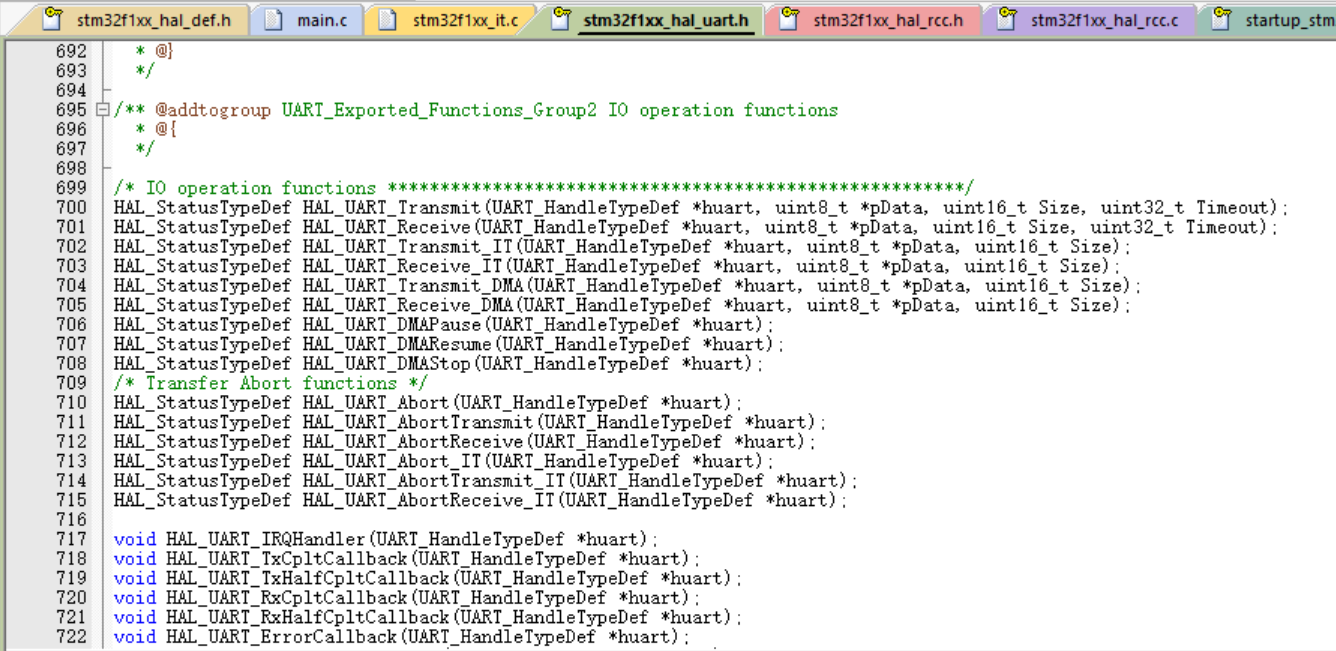 stm32f1xx_hal_def.h main.c stm32f1xx_it.c stm32f1xx_hal_uart.h stm32f1xx_hal_rcc.h stm32f1xx_hal_rcc.c startup_stm
692 * @}
693 */
694
695 /** @addtogroup UART_Exported_Functions_Group2 IO operation functions
696 * @{
697 */
698
699 /* IO operation functions *******************************************************/
700 HAL_StatusTypeDef HAL_UART_Transmit(UART_HandleTypeDef *huart, uint8_t *pData, uint16_t Size, uint32_t Timeout);
701 HAL_StatusTypeDef HAL_UART_Receive(UART_HandleTypeDef *huart, uint8_t *pData, uint16_t Size, uint32_t Timeout);
702 HAL_StatusTypeDef HAL_UART_Transmit_IT(UART_HandleTypeDef *huart, uint8_t *pData, uint16_t Size);
703 HAL_StatusTypeDef HAL_UART_Receive_IT(UART_HandleTypeDef *huart, uint8_t *pData, uint16_t Size);
704 HAL_StatusTypeDef HAL_UART_Transmit_DMA(UART_HandleTypeDef *huart, uint8_t *pData, uint16_t Size);
705 HAL_StatusTypeDef HAL_UART_Receive_DMA(UART_HandleTypeDef *huart, uint8_t *pData, uint16_t Size);
706 HAL_StatusTypeDef HAL_UART_DMAPause(UART_HandleTypeDef *huart);
707 HAL_StatusTypeDef HAL_UART_DMAResume(UART_HandleTypeDef *huart);
708 HAL_StatusTypeDef HAL_UART_DMAStop(UART_HandleTypeDef *huart);
709 /* Transfer Abort functions */
710 HAL_StatusTypeDef HAL_UART_Abort(UART_HandleTypeDef *huart);
711 HAL_StatusTypeDef HAL_UART_AbortTransmit(UART_HandleTypeDef *huart);
712 HAL_StatusTypeDef HAL_UART_AbortReceive(UART_HandleTypeDef *huart);
713 HAL_StatusTypeDef HAL_UART_Abort_IT(UART_HandleTypeDef *huart);
714 HAL_StatusTypeDef HAL_UART_AbortTransmit_IT(UART_HandleTypeDef *huart);
715 HAL_StatusTypeDef HAL_UART_AbortReceive_IT(UART_HandleTypeDef *huart);
716
717 void HAL_UART_IRQHandler(UART_HandleTypeDef *huart);
718 void HAL_UART_TxCpltCallback(UART_HandleTypeDef *huart);
719 void HAL_UART_TxHalfCpltCallback(UART_HandleTypeDef *huart);
720 void HAL_UART_RxCpltCallback(UART_HandleTypeDef *huart);
721 void HAL_UART_RxHalfCpltCallback(UART_HandleTypeDef *huart);
722 void HAL_UART_ErrorCallback(UART_HandleTypeDef *huart);